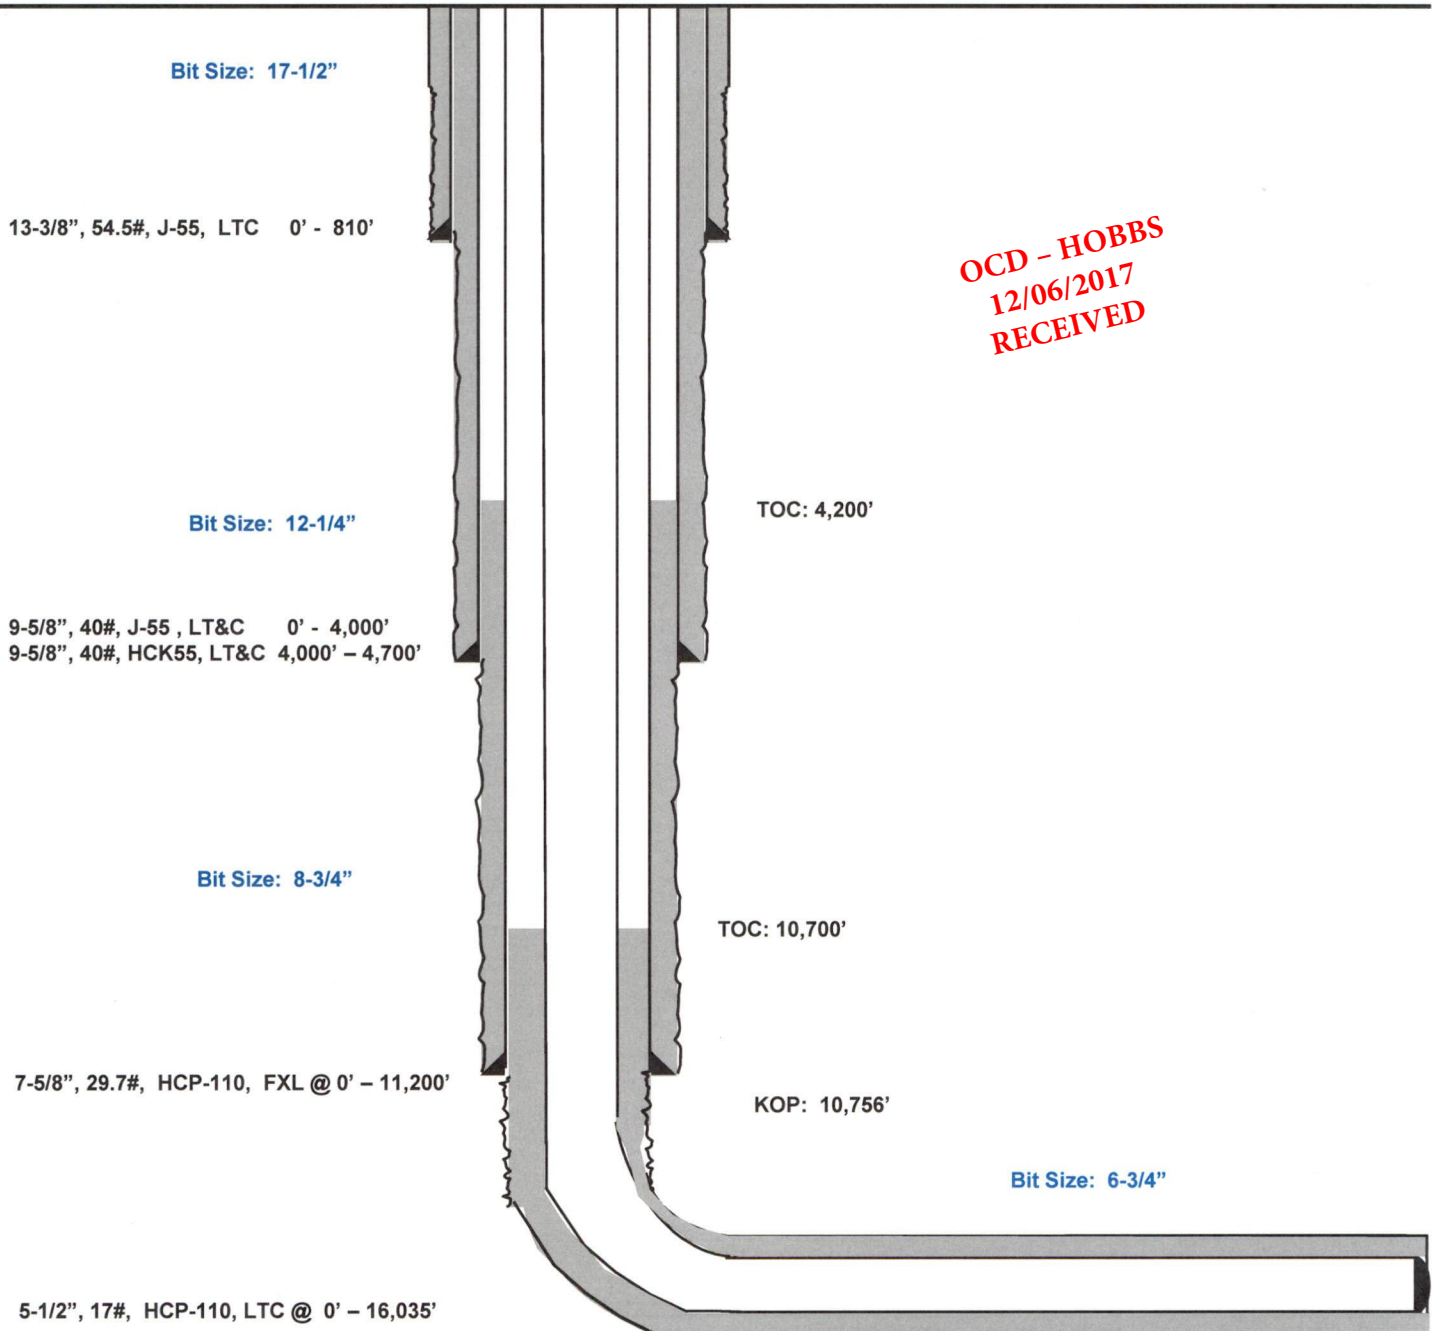 Bit Size: 17-1/2”
13-3/8”, 54.5#, J-55, LTC 0’ - 810’
OCD – HOBBS
12/06/2017
RECEIVED
TOC: 4,200’
Bit Size: 12-1/4”
9-5/8”, 40#, J-55 , LT&C 0’ - 4,000’
9-5/8”, 40#, HCK55, LT&C 4,000’ – 4,700’
Bit Size: 8-3/4”
TOC: 10,700’
7-5/8”, 29.7#, HCP-110, FXL @ 0’ – 11,200’
KOP: 10,756’
Bit Size: 6-3/4”
5-1/2”, 17#, HCP-110, LTC @ 0’ – 16,035’